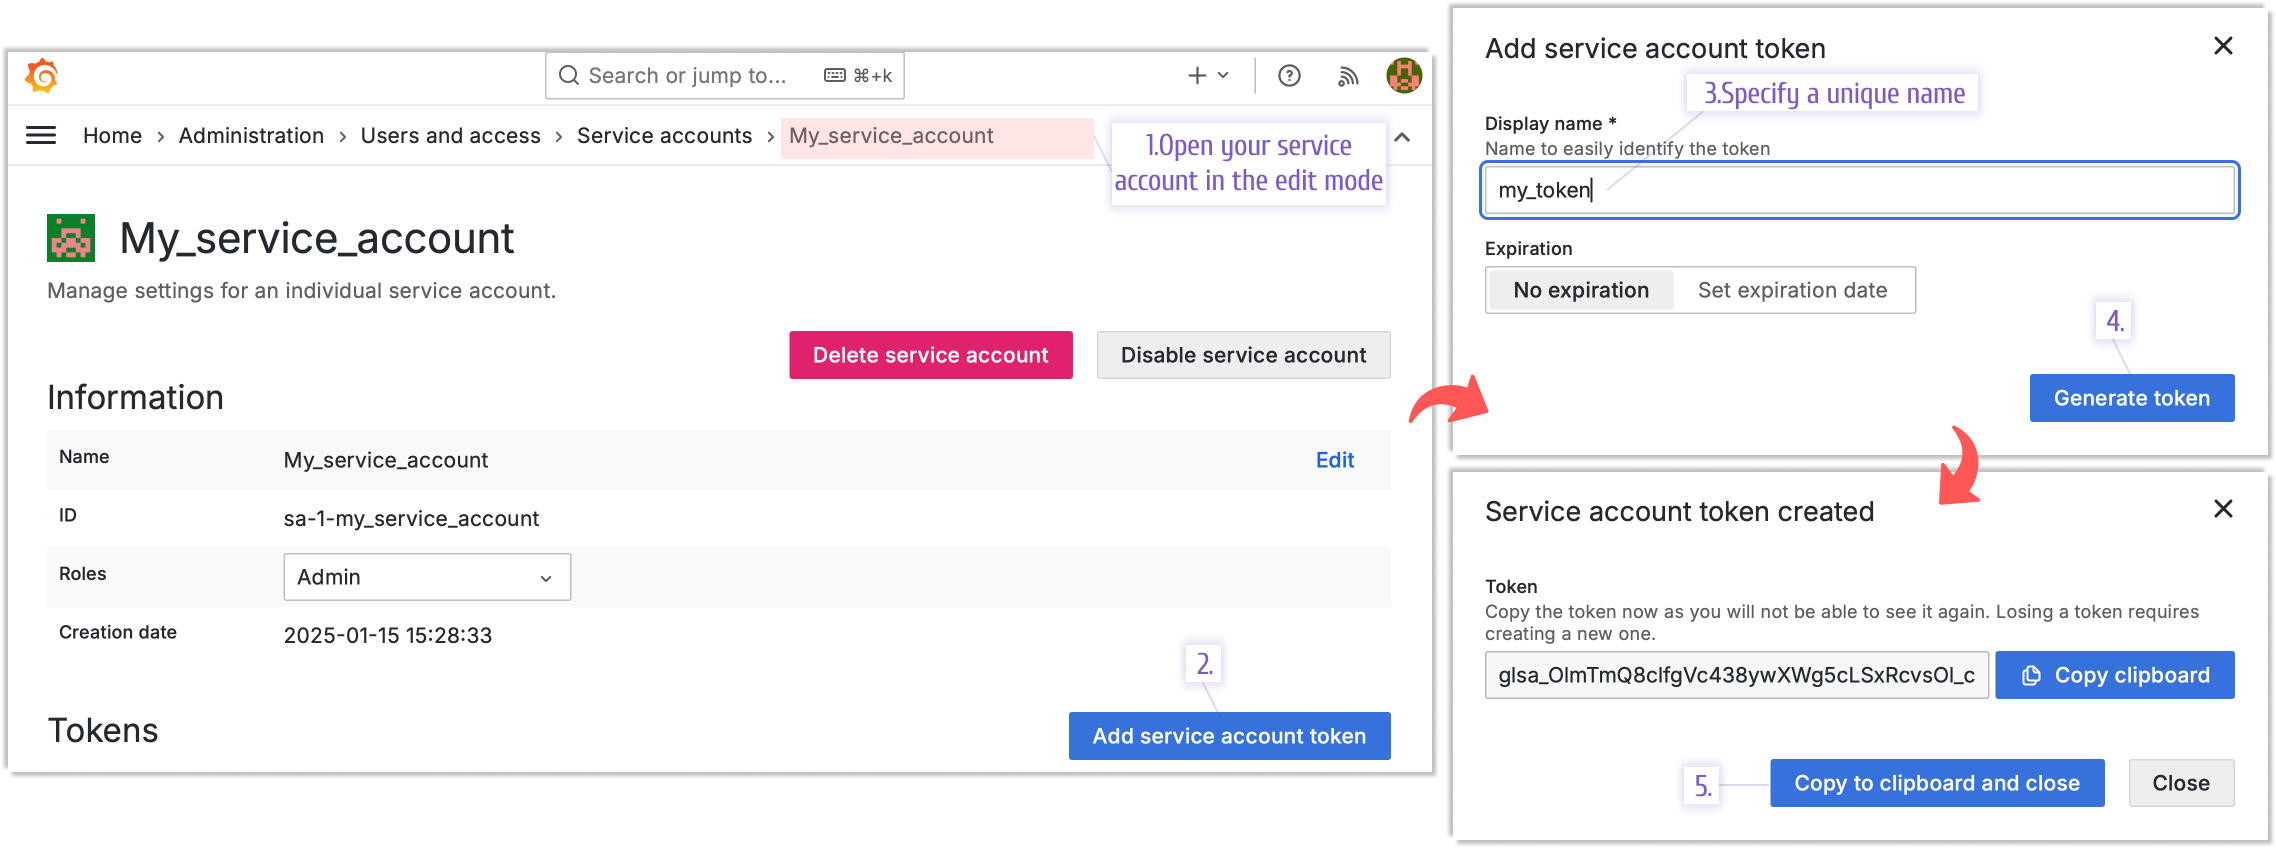 Search or jump to... ⌘+k
Home › Administration › Users and access › Service accounts › My_service_account
1.Open your service
account in the edit mode
My_service_account
Manage settings for an individual service account.
Delete service account
Disable service account
Information
Name My_service_account Edit
ID sa-1-my_service_account
Roles Admin
Creation date 2025-01-15 15:28:33
2.
Tokens
Add service account token
Add service account token
3.Specify a unique name
Display name *
Name to easily identify the token
my_token
Expiration
No expiration Set expiration date
4.
Generate token
Service account token created
Token
Copy the token now as you will not be able to see it again. Losing a token requires
creating a new one.
glsa_OlmTmQ8clfgVc438ywXWg5cLSxRcvsOl_c Copy clipboard
5. Copy to clipboard and close Close